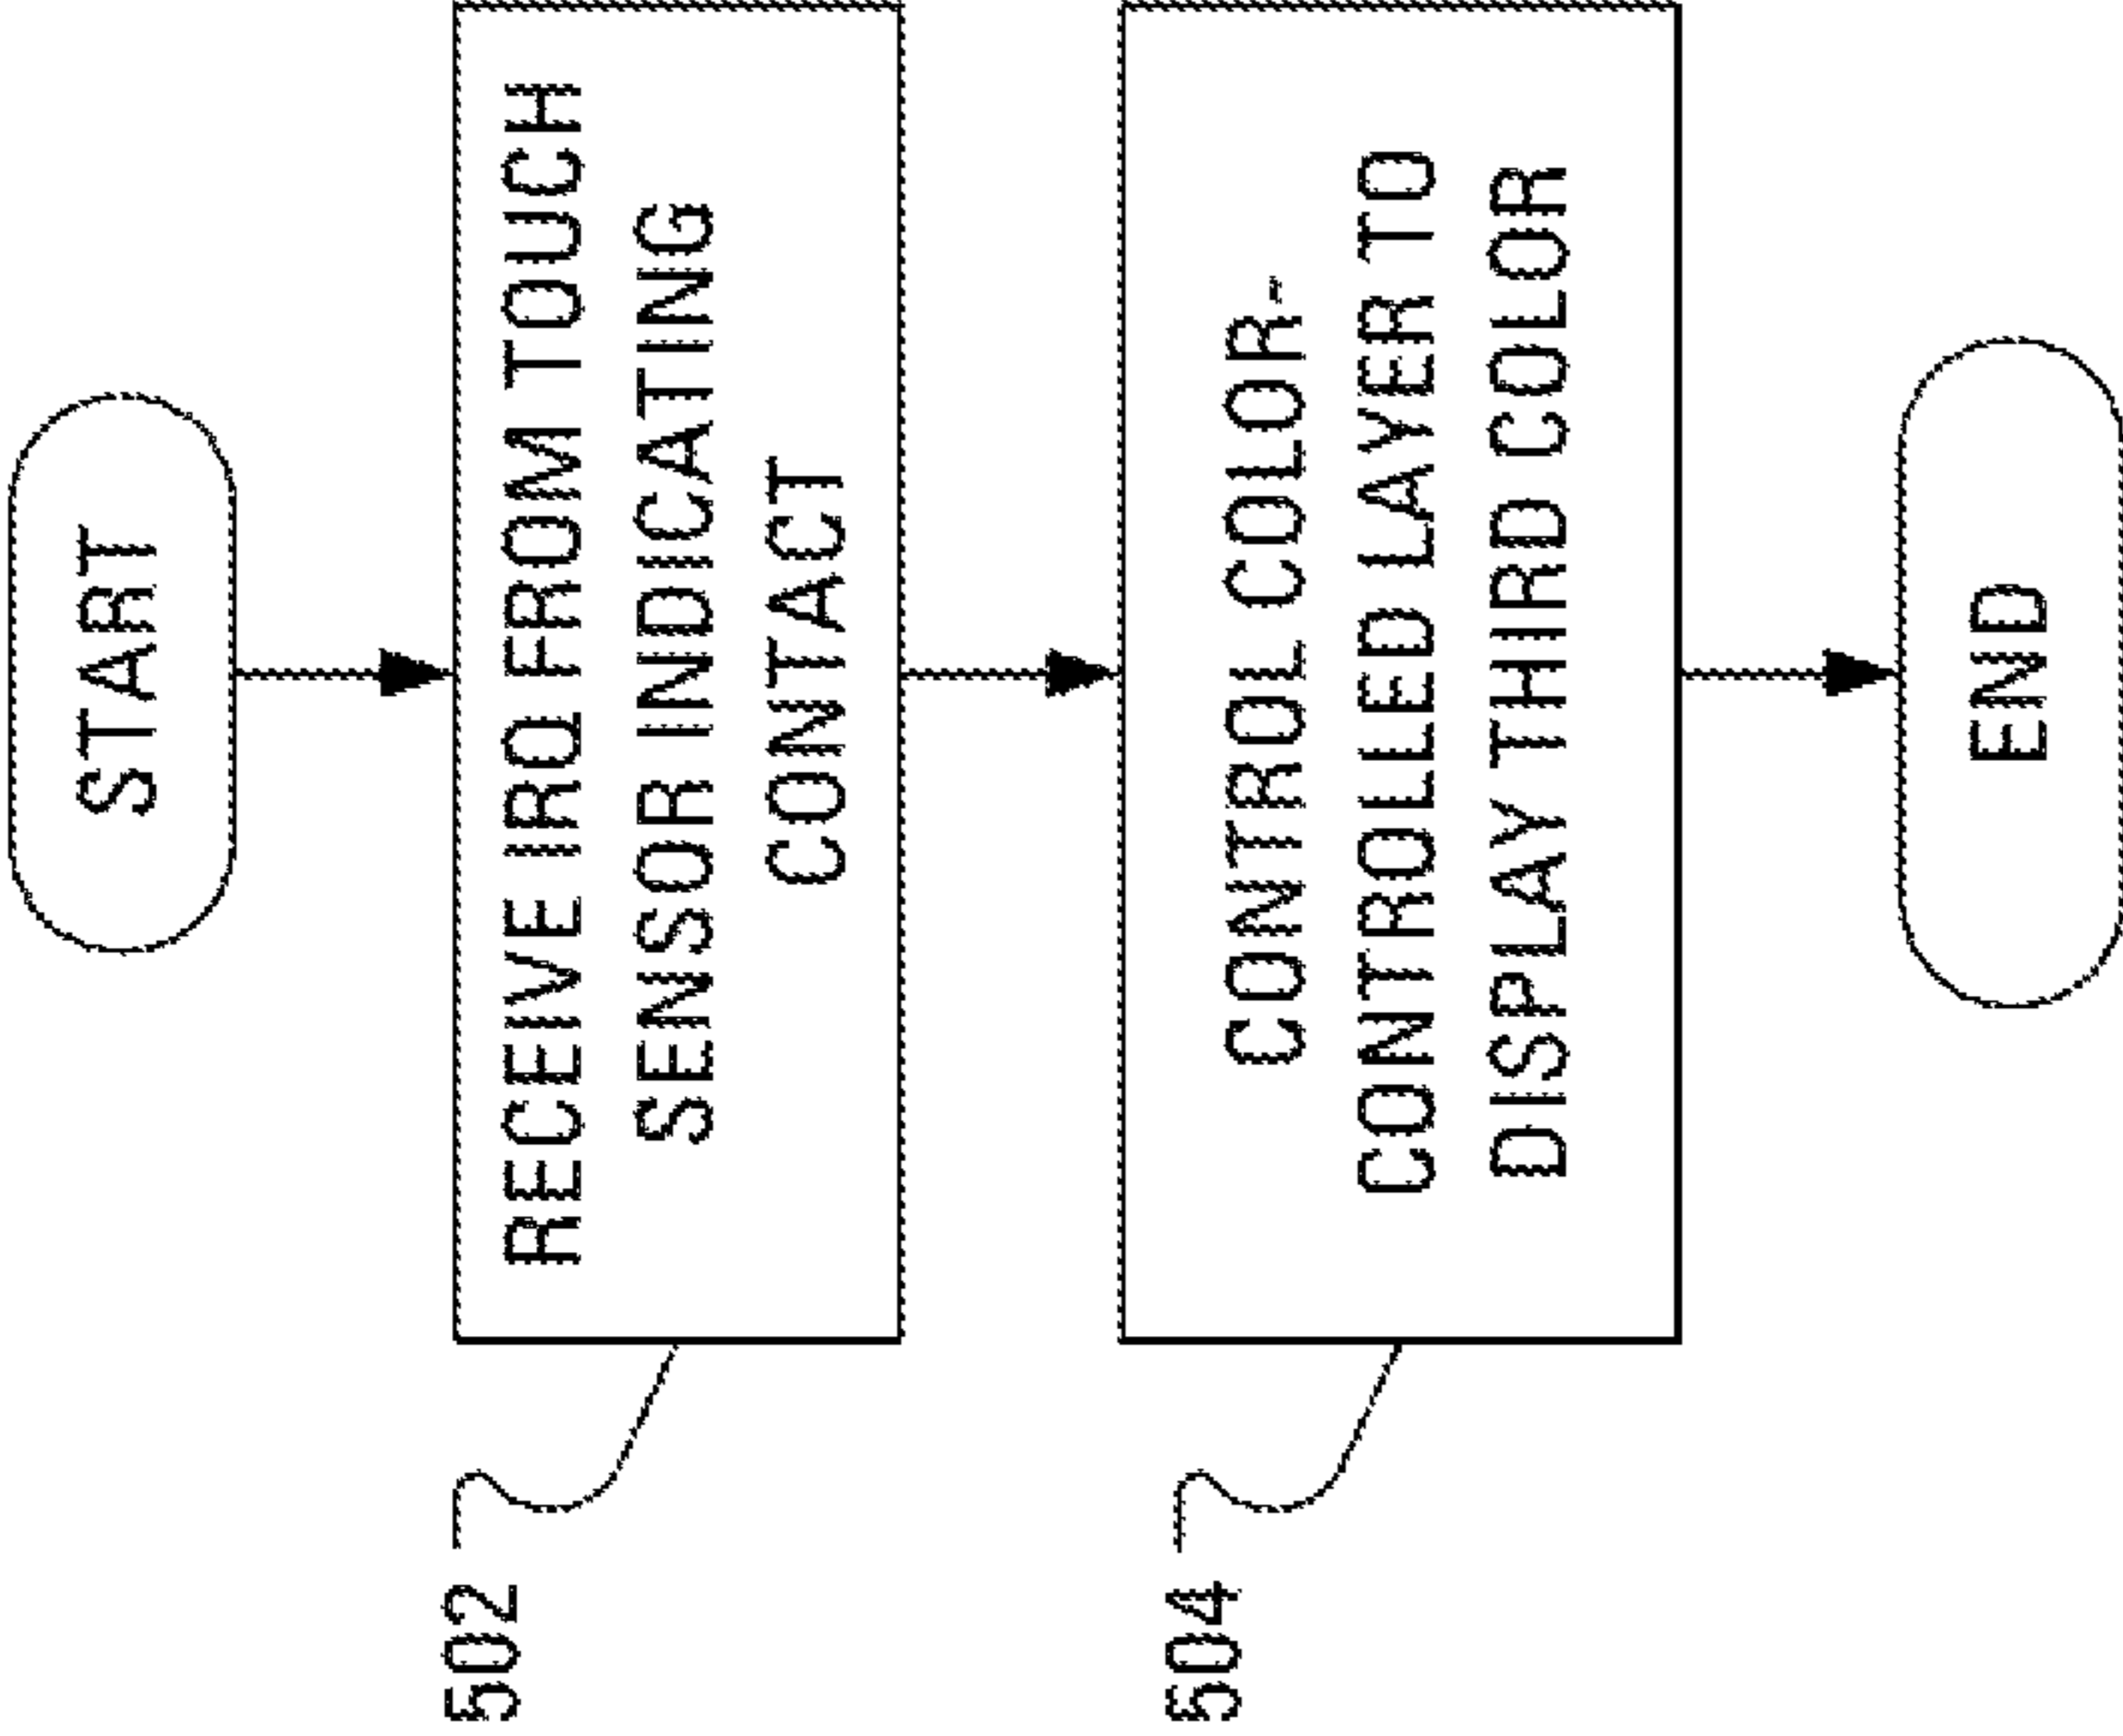 START
502
RECEIVE IRQ FROM TOUCH
SENSOR INDICATING
CONTACT
504
CONTROL COLOR-
CONTROLLED LAYER TO
DISPLAY THIRD COLOR
END